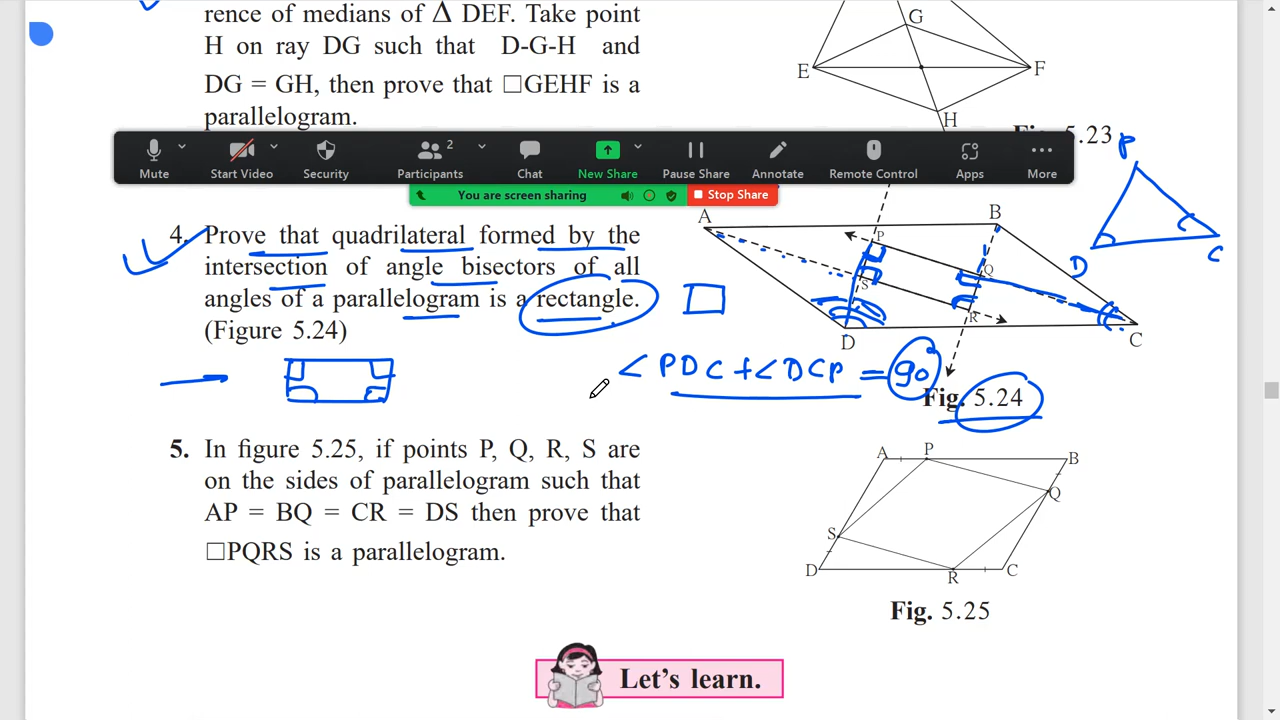 rence of medians of Δ DEF. Take point
H on ray DG such that D-G-H and
DG = GH, then prove that □GEHF is a
parallelogram.
G
E
F
H
Fig. 5.23
Mute
Start Video
Security
Participants
2
Chat
New Share
Pause Share
Annotate
Remote Control
Apps
More
You are screen sharing
Stop Share
4. Prove that quadrilateral formed by the
intersection of angle bisectors of all
angles of a parallelogram is a rectangle.
(Figure 5.24)
A
B
P
Q
S
R
D
C
P
D
C
∠PDC + ∠DCP = 90°
Fig. 5.24
5. In figure 5.25, if points P, Q, R, S are
on the sides of parallelogram such that
AP = BQ = CR = DS then prove that
□PQRS is a parallelogram.
A
P
B
Q
S
D
R
C
Fig. 5.25
Let's learn.